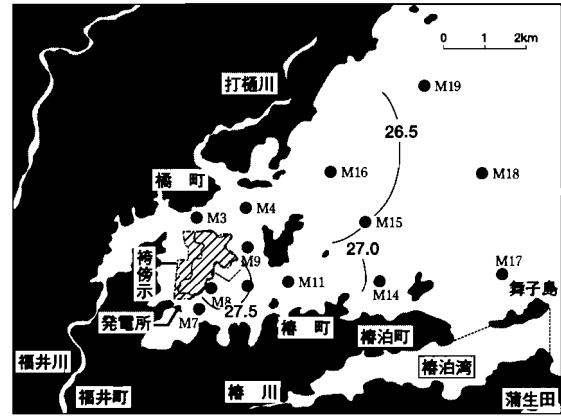 0 1 2km
打樋川
M19
26.5
M16
M18
橘 町
M4
M3
M15
27.0
袴傍示
M9
M17
M11
M14
舞子島
M8
27.5
発電所
M7
椿 町
椿泊町
福井川
椿泊湾
福井町
椿 川
蒲生田